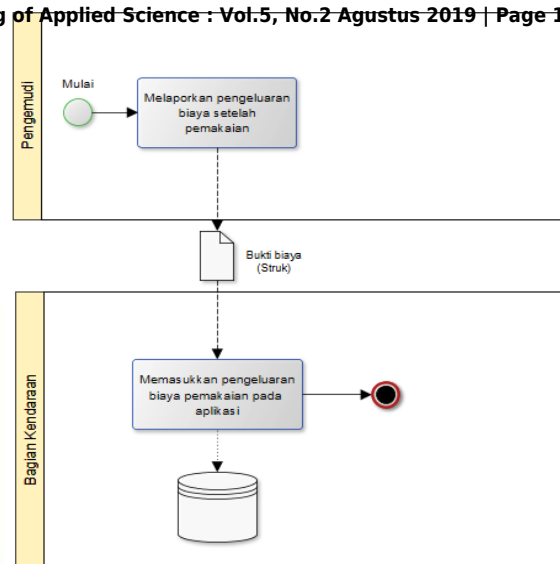 g of Applied Science : Vol.5, No.2 Agustus 2019 | Page 1
Pengemudi
Mulai
Melaporkan pengeluaran
biaya setelah
pemakaian
Bukti biaya
(Struk)
Bagian Kendaraan
Memasukkan pengeluaran
biaya pemakaian pada
aplikasi